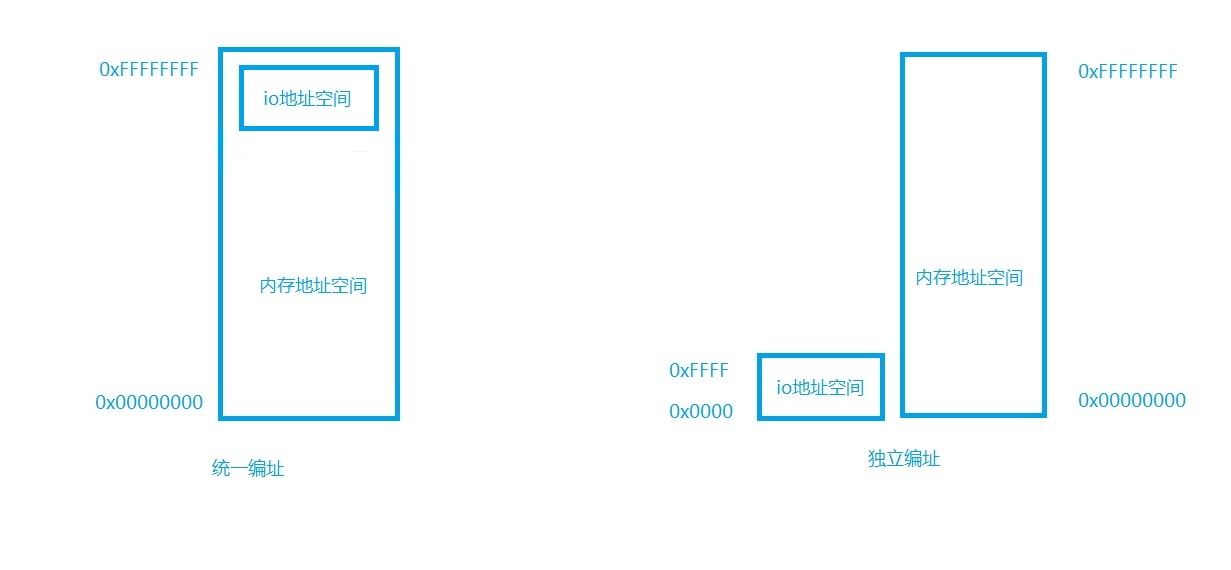 0xFFFFFFFF
io地址空间
内存地址空间
0x00000000
统一编址
0xFFFFFFFF
内存地址空间
0xFFFF
io地址空间
0x0000
0x00000000
独立编址